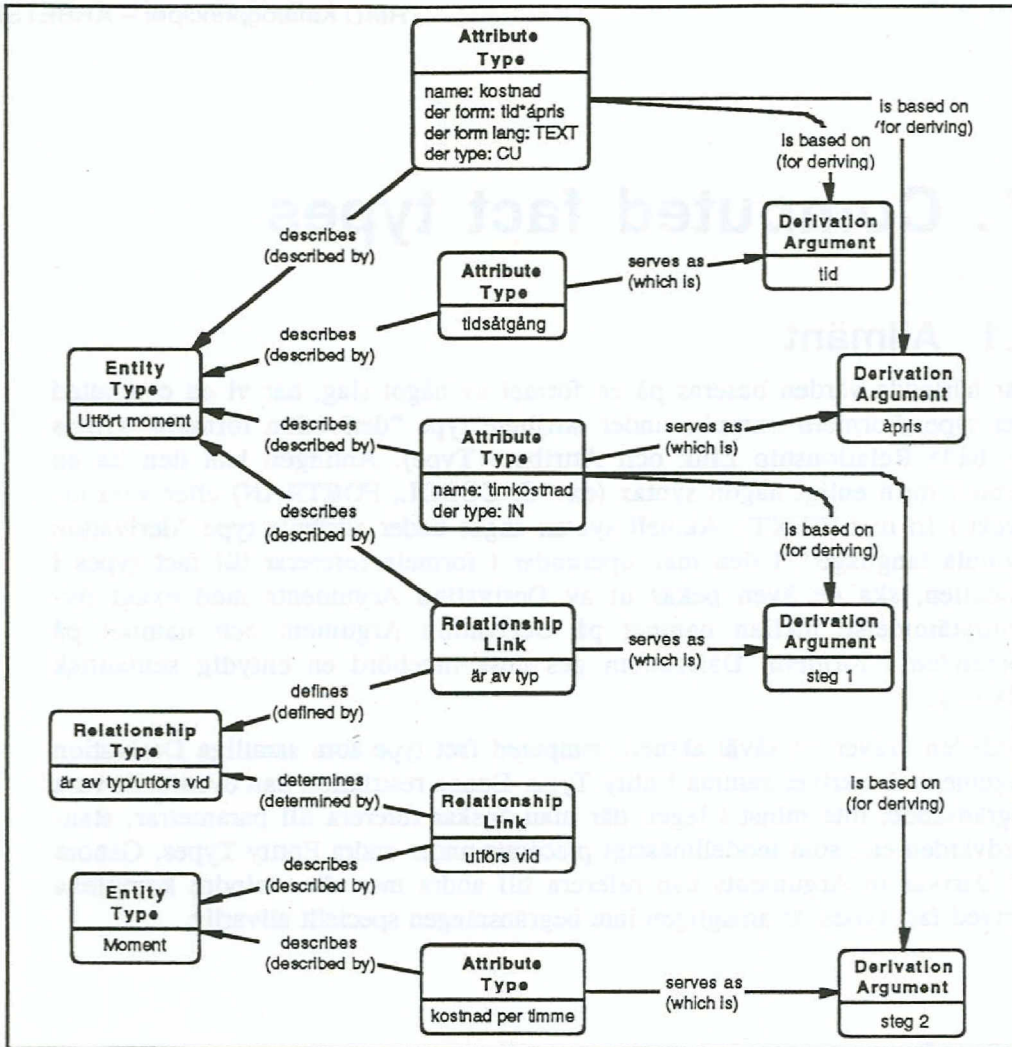 Attribute
Type
name: kostnad
der form: tid*ápris
der form lang: TEXT
der type: CU
is based on
(for deriving)
is based on
(for deriving)
Derivation
Argument
tid
describes
(described by)
Attribute
Type
tidsåtgång
serves as
(which is)
describes
(described by)
Entity
Type
Utfört moment
Derivation
Argument
àpris
describes
(described by)
Attribute
Type
name: timkostnad
der type: IN
serves as
(which is)
describes
(described by)
is based on
(for deriving)
Relationship
Link
är av typ
serves as
(which is)
Derivation
Argument
steg 1
defines
(defined by)
Relationship
Type
är av typ/utförs vid
determines
(determined by)
Relationship
Link
utförs vid
Is based on
(for deriving)
describes
(described by)
Entity
Type
Moment
describes
(described by)
Attribute
Type
kostnad per timme
serves as
(which is)
Derivation
Argument
steg 2